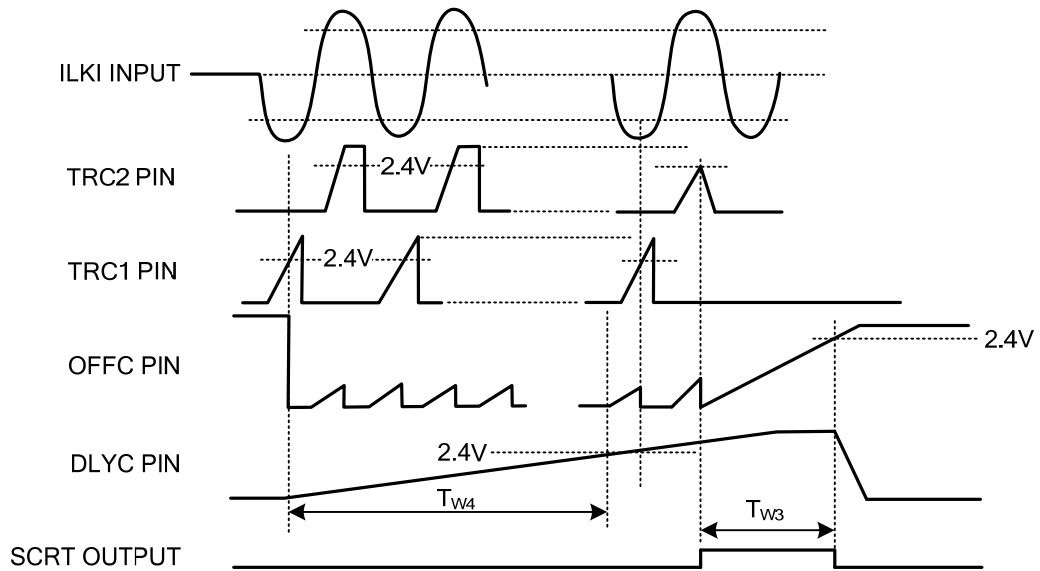 ILKI INPUT
TRC2 PIN
2.4V
TRC1 PIN
2.4V
OFFC PIN
2.4V
DLYC PIN
2.4V
TW4
TW3
SCRT OUTPUT